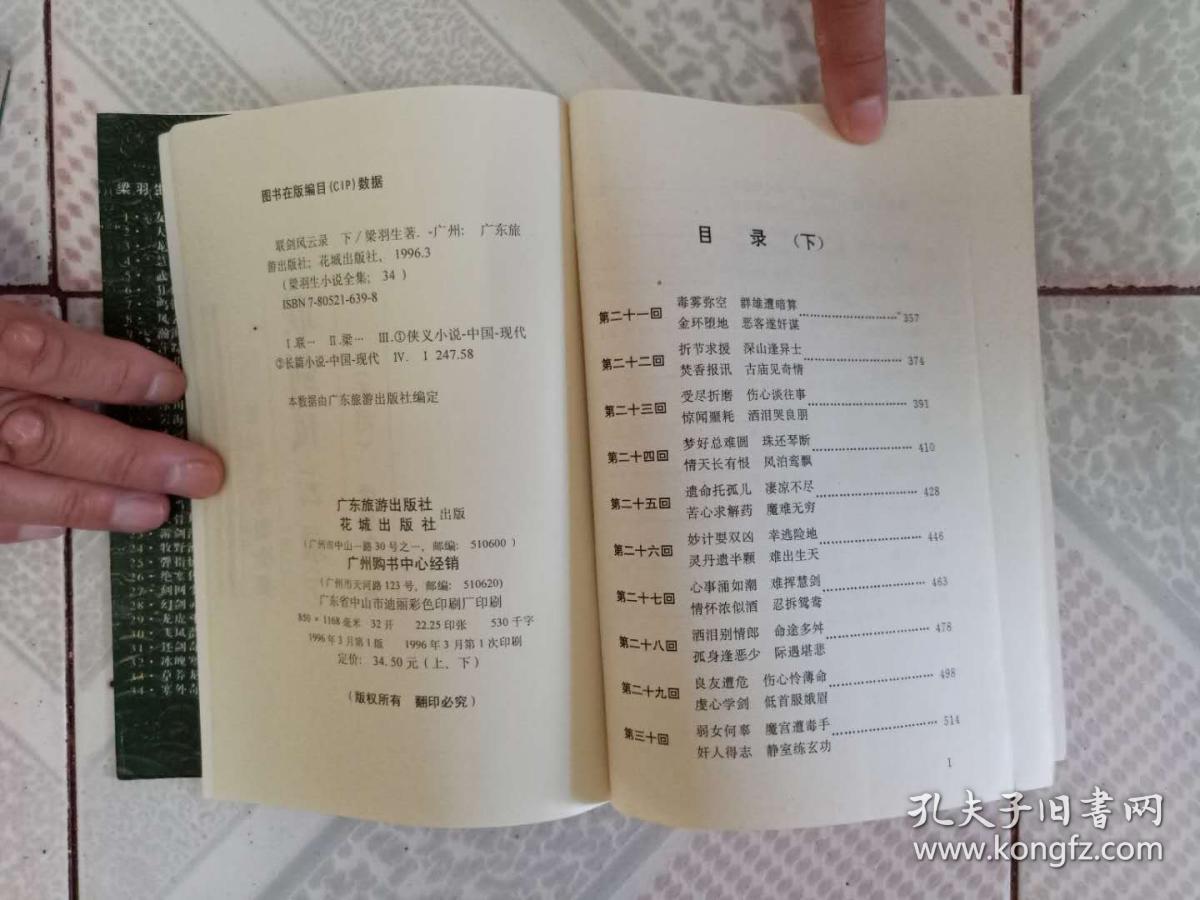 图书在版编目(CIP)数据
联剑风云录 下/梁羽生著.-广州: 广东旅
游出版社; 花城出版社, 1996.3
(梁羽生小说全集; 34)
ISBN 7-80521-639-8
Ⅰ.联… Ⅱ.梁… Ⅲ.①侠义小说-中国-现代
②长篇小说-中国-现代 Ⅳ. I 247.58
本数据由广东旅游出版社编定
广东旅游出版社
花城出版社
出版
(广州市中山一路30号之一, 邮编: 510600)
广州购书中心经销
(广州市天河路123号, 邮编: 510620)
广东省中山市迪丽彩色印刷厂印刷
850×1168毫米 32开 22.25印张 530千字
1996年3月第1版 1996年3月第1次印刷
定价: 34.50元(上、下)
(版权所有 翻印必究)
目 录 (下)
第二十一回 毒雾弥空 群雄遭暗算
金环堕地 恶客遂奸谋 357
第二十二回 折节求援 深山逢异士
焚香报讯 古庙见奇情 374
第二十三回 受尽折磨 伤心谈往事
惊闻噩耗 洒泪哭良朋 391
第二十四回 梦好总难圆 珠还琴断
情天长有恨 凤泊鸾飘 410
第二十五回 遗命托孤儿 凄凉不尽
苦心求解药 魔难无穷 428
第二十六回 妙计耍双凶 幸逃险地
灵丹遗半颗 难出生天 446
第二十七回 心事涌如潮 难挥慧剑
情怀浓似酒 忍拆鸳鸯 463
第二十八回 洒泪别情郎 命途多舛
孤身逢恶少 际遇堪悲 478
第二十九回 良友遭危 伤心怜薄命
虔心学剑 低首服娥眉 498
第三十回 弱女何辜 魔宫遭毒手
奸人得志 静室练玄功 514
1
孔夫子旧书网
www.kongfz.com